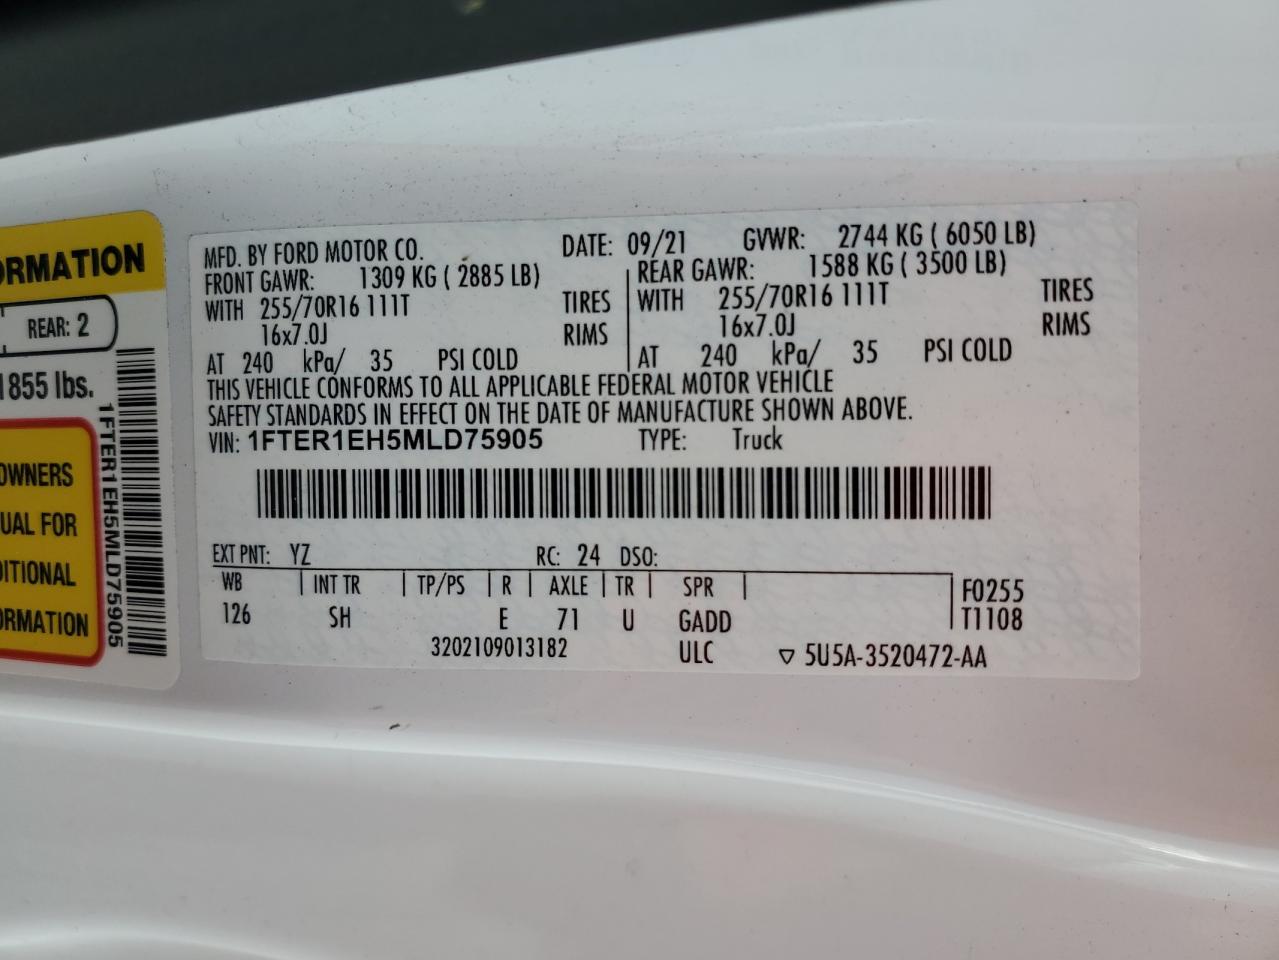 ORMATION
REAR: 2
1855 lbs.
1FTER1EH5MLD75905
OWNERS
UAL FOR
DITIONAL
ORMATION
MFD. BY FORD MOTOR CO. DATE: 09/21 GVWR: 2744 KG ( 6050 LB)
FRONT GAWR: 1309 KG ( 2885 LB) REAR GAWR: 1588 KG ( 3500 LB)
WITH 255/70R16 111T TIRES WITH 255/70R16 111T TIRES
16x7.0J RIMS 16x7.0J RIMS
AT 240 kPa/ 35 PSI COLD AT 240 kPa/ 35 PSI COLD
THIS VEHICLE CONFORMS TO ALL APPLICABLE FEDERAL MOTOR VEHICLE
SAFETY STANDARDS IN EFFECT ON THE DATE OF MANUFACTURE SHOWN ABOVE.
VIN: 1FTER1EH5MLD75905 TYPE: Truck
EXT PNT: YZ RC: 24 DSO:
WB INT TR TP/PS R AXLE TR SPR F0255
126 SH E 71 U GADD T1108
3202109013182 ULC ▽ 5U5A-3520472-AA